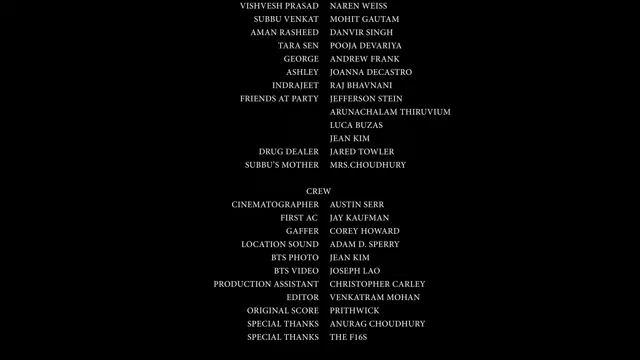 VISHVESH PRASAD NAREN WEISS
SUBBU VENKAT MOHIT GAUTAM
AMAN RASHEED DANVIR SINGH
TARA SEN POOJA DEVARIYA
GEORGE ANDREW FRANK
ASHLEY JOANNA DECASTRO
INDRAJEET RAJ BHAVNANI
FRIENDS AT PARTY JEFFERSON STEIN
ARUNACHALAM THIRUVIUM
LUCA BUZAS
JEAN KIM
DRUG DEALER JARED TOWLER
SUBBU'S MOTHER MRS.CHOUDHURY
CREW
CINEMATOGRAPHER AUSTIN SERR
FIRST AC JAY KAUFMAN
GAFFER COREY HOWARD
LOCATION SOUND ADAM D. SPERRY
BTS PHOTO JEAN KIM
BTS VIDEO JOSEPH LAO
PRODUCTION ASSISTANT CHRISTOPHER CARLEY
EDITOR VENKATRAM MOHAN
ORIGINAL SCORE PRITHWICK
SPECIAL THANKS ANURAG CHOUDHURY
SPECIAL THANKS THE F16S